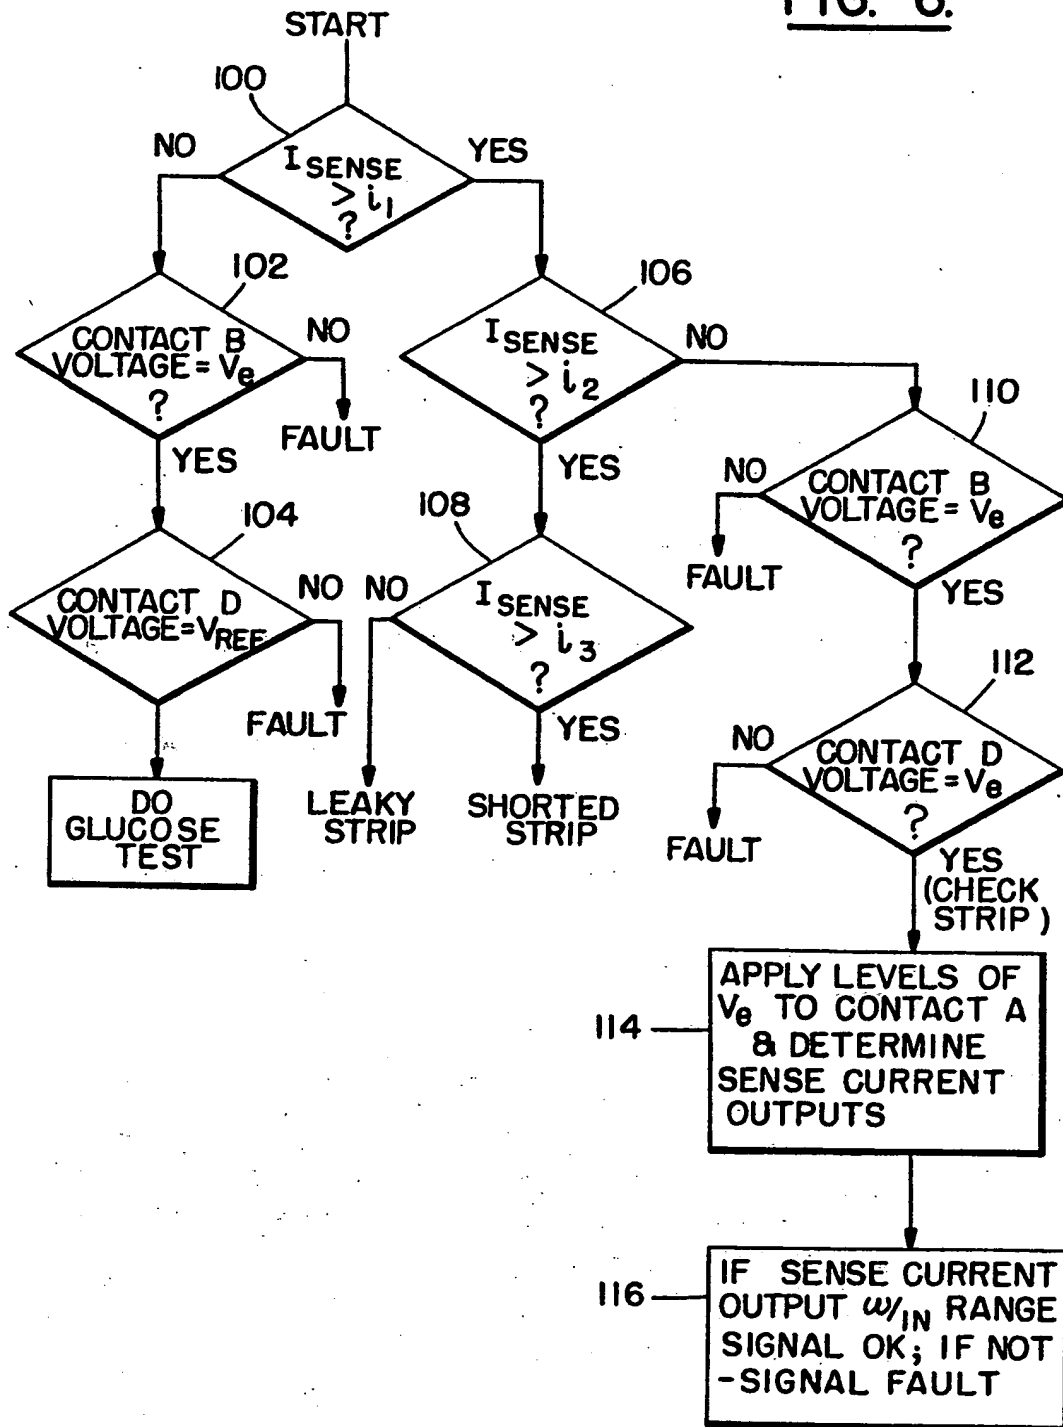 FIG. 6.
START
100
NO
YES
I SENSE
> i1
?
102
106
CONTACT B
VOLTAGE = Ve
?
NO
FAULT
YES
I SENSE
> i2
?
NO
YES
110
NO
CONTACT B
VOLTAGE = Ve
?
FAULT
YES
104
CONTACT D
VOLTAGE = VREF
NO
FAULT
DO
GLUCOSE
TEST
108
NO
I SENSE
> i3
?
YES
LEAKY
STRIP
SHORTED
STRIP
112
NO
CONTACT D
VOLTAGE = Ve
?
FAULT
YES
(CHECK
STRIP)
114
APPLY LEVELS OF
Ve TO CONTACT A
& DETERMINE
SENSE CURRENT
OUTPUTS
116
IF SENSE CURRENT
OUTPUT W/IN RANGE
SIGNAL OK; IF NOT
-SIGNAL FAULT